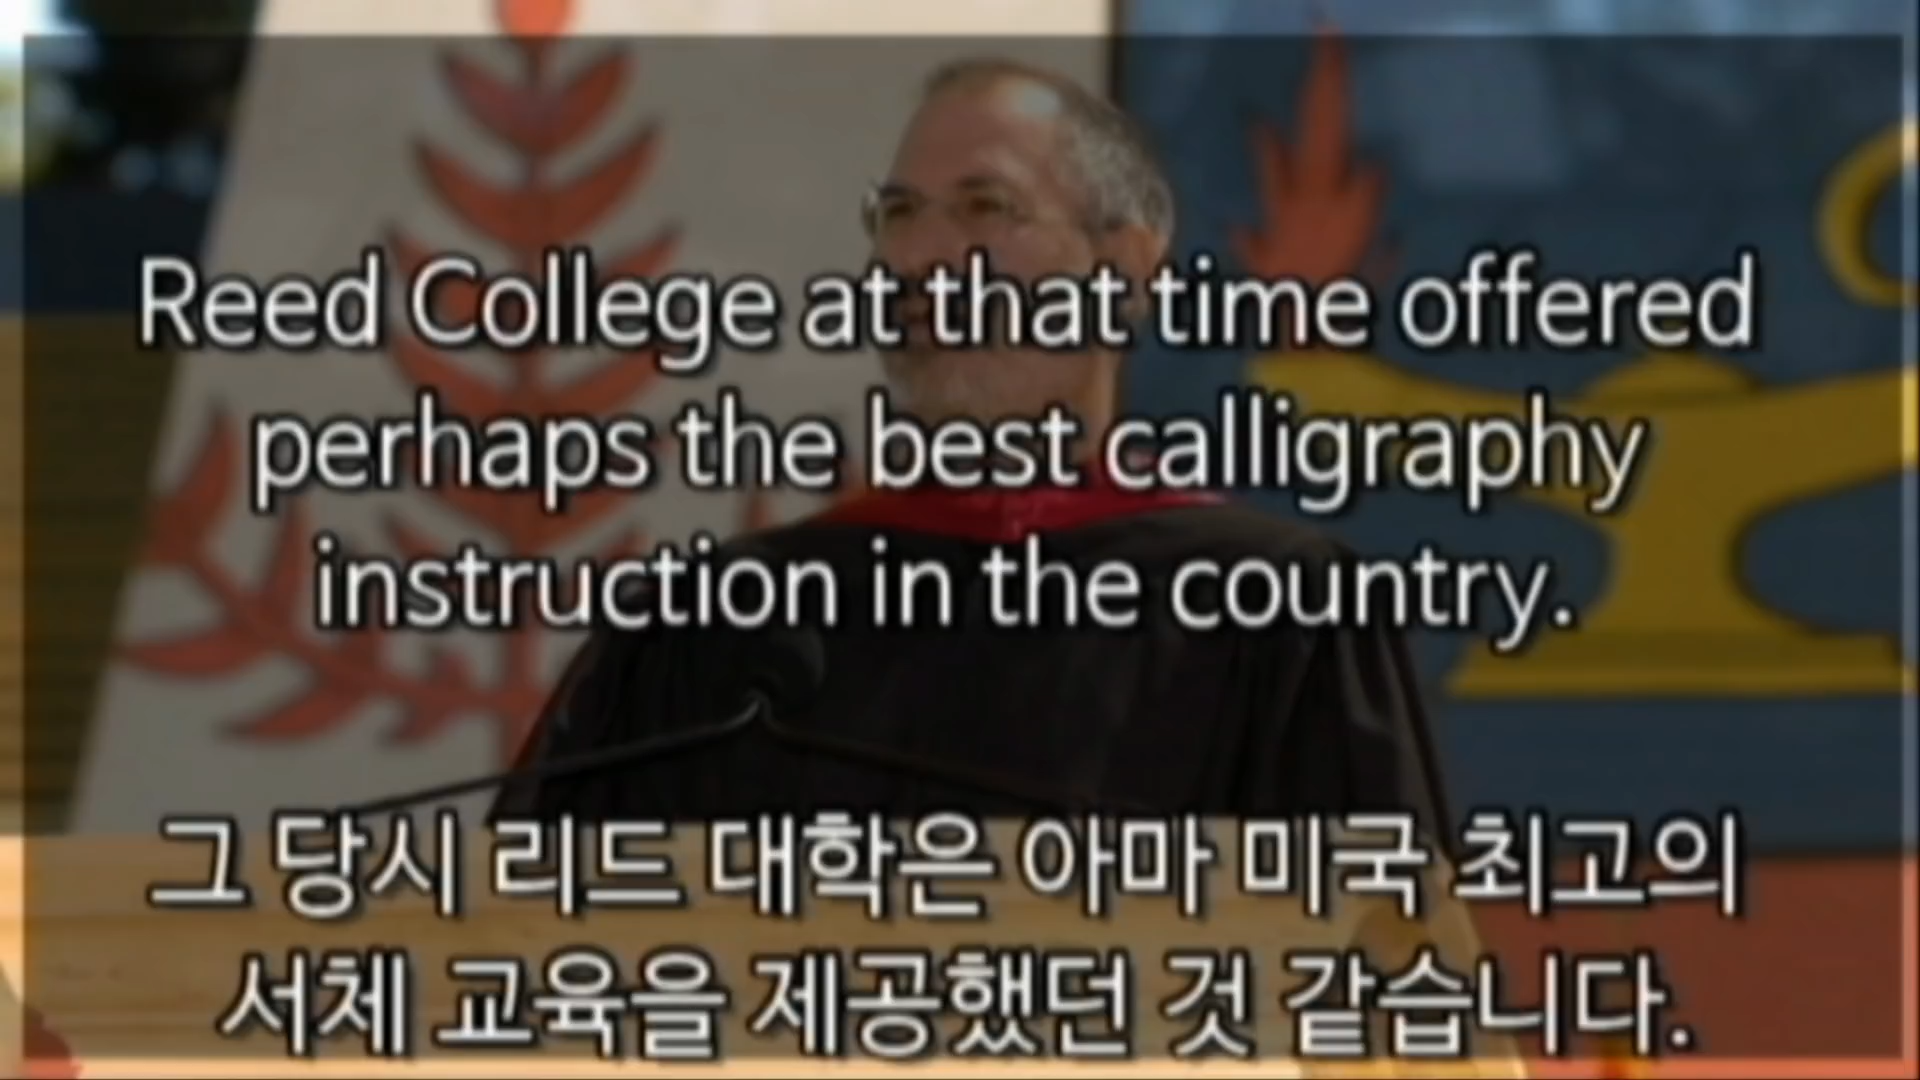 Reed College at that time offered
perhaps the best calligraphy
instruction in the country.
그 당시 리드 대학은 아마 미국 최고의
서체 교육을 제공했던 것 같습니다.